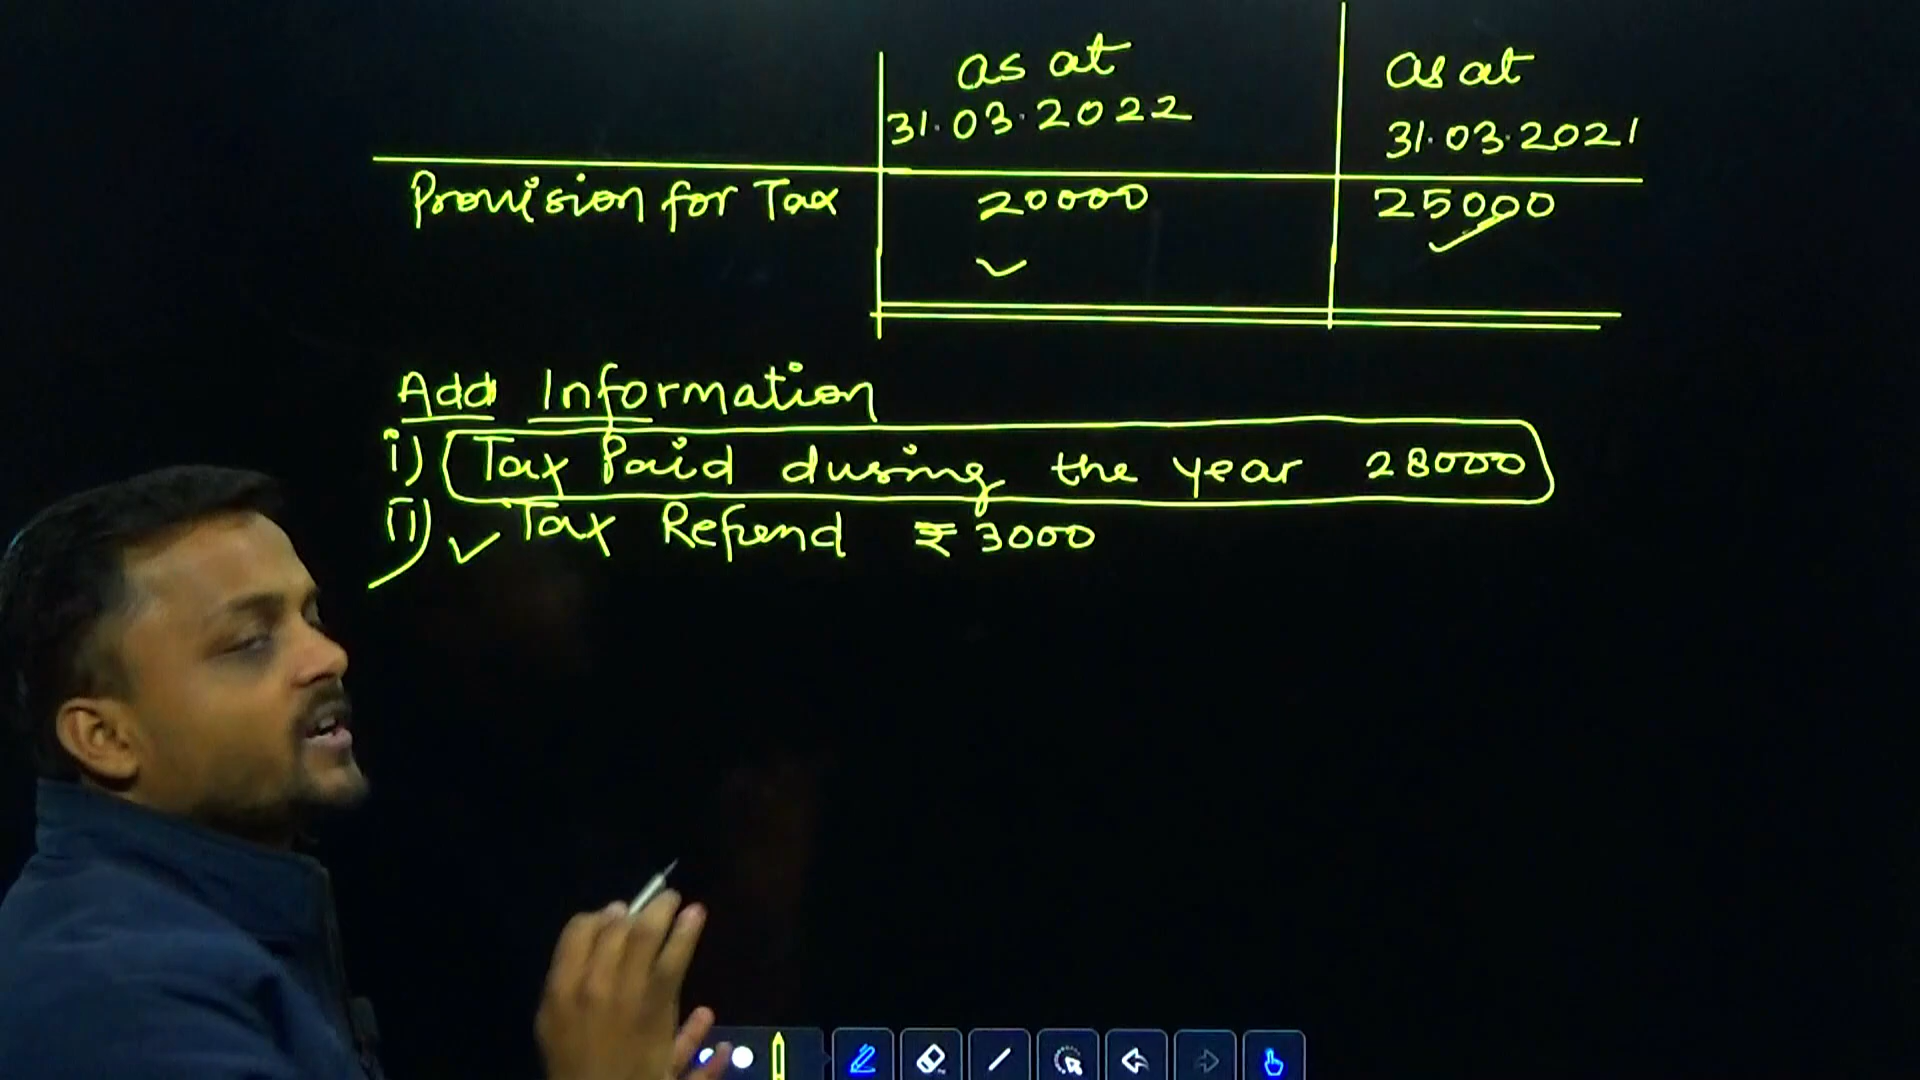 as at
31.03.2022
as at
31.03.2021
Provision for Tax 20000 25000
Add Information
i) Tax Paid during the year 28000
ii) Tax Refund ₹ 3000